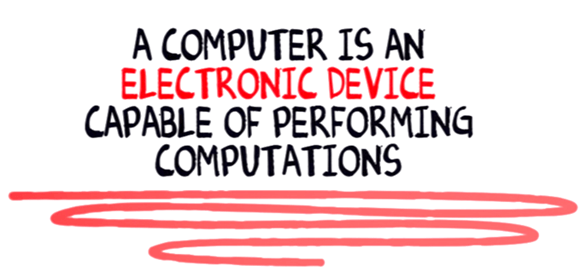 A COMPUTER IS AN
ELECTRONIC DEVICE
CAPABLE OF PERFORMING
COMPUTATIONS